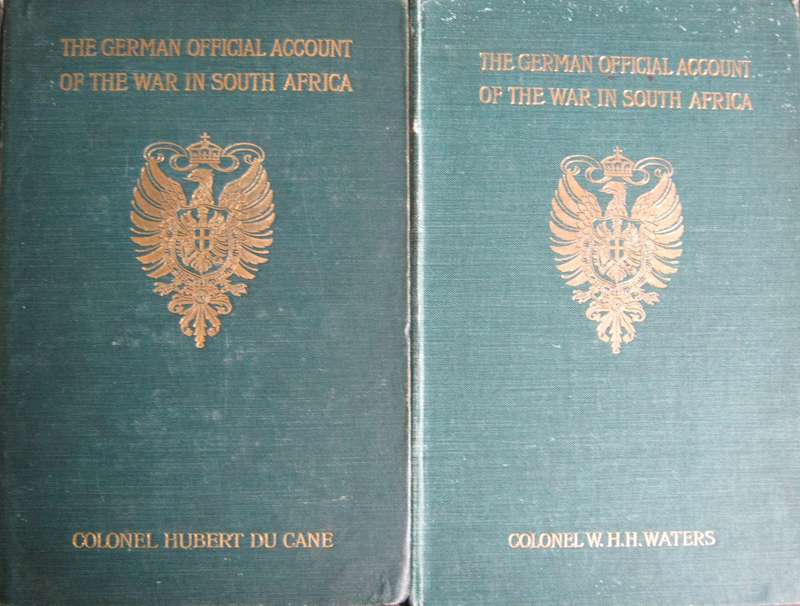 THE GERMAN OFFICIAL ACCOUNT
OF THE WAR IN SOUTH AFRICA
COLONEL HUBERT DU CANE
THE GERMAN OFFICIAL ACCOUNT
OF THE WAR IN SOUTH AFRICA
COLONEL W. H. H. WATERS